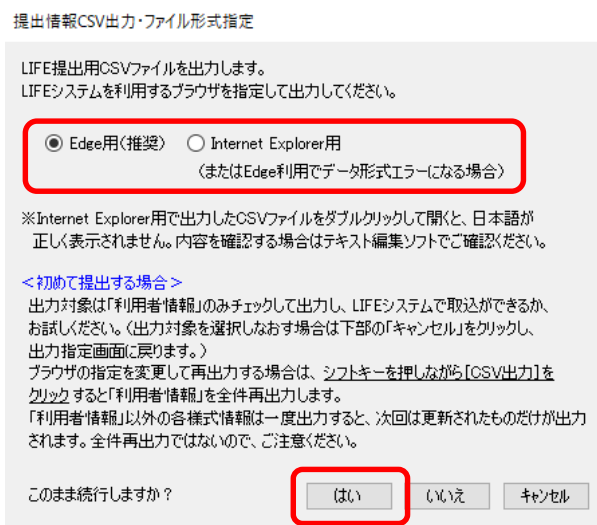 提出情報CSV出力・ファイル形式指定
LIFE提出用CSVファイルを出力します。
LIFEシステムを利用するブラウザを指定して出力してください。
Edge用(推奨) Internet Explorer用
(またはEdge利用でデータ形式エラーになる場合)
※Internet Explorer用で出力したCSVファイルをダブルクリックして開くと、日本語が
正しく表示されません。内容を確認する場合はテキスト編集ソフトでご確認ください。
<初めて提出する場合>
出力対象は「利用者情報」のみチェックして出力し、LIFEシステムで取込ができるか、
お試しください。(出力対象を選択しなおす場合は下部の「キャンセル」をクリックし、
出力指定画面に戻ります。)
ブラウザの指定を変更して再出力する場合は、シフトキーを押しながら[CSV出力]を
クリックすると「利用者情報」を全件再出力します。
「利用者情報」以外の各様式情報は一度出力すると、次回は更新されたものだけが出力
されます。全件再出力ではないので、ご注意ください。
このまま続行しますか？ はい いいえ キャンセル